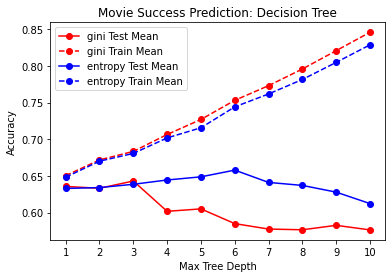 Movie Success Prediction: Decision Tree
gini Test Mean
gini Train Mean
entropy Test Mean
entropy Train Mean
Accuracy
0.85
0.80
0.75
0.70
0.65
0.60
1 2 3 4 5 6 7 8 9 10
Max Tree Depth